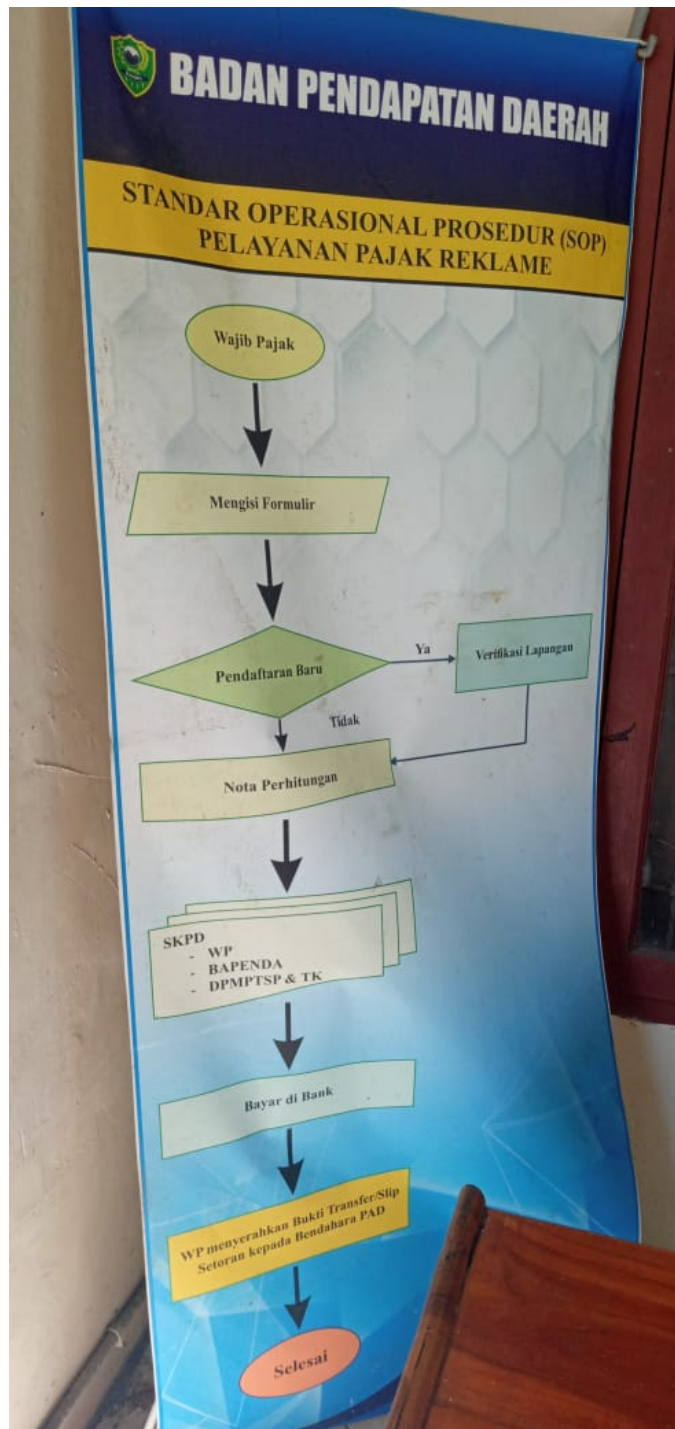 BADAN PENDAPATAN DAERAH
STANDAR OPERASIONAL PROSEDUR (SOP)
PELAYANAN PAJAK REKLAME
Wajib Pajak
Mengisi Formulir
Pendaftaran Baru
Ya
Verifikasi Lapangan
Tidak
Nota Perhitungan
SKPD
- WP
- BAPENDA
- DPMPTSP & TK
Bayar di Bank
WP menyerahkan Bukti Transfer/Slip
Setoran kepada Bendahara PAD
Selesai